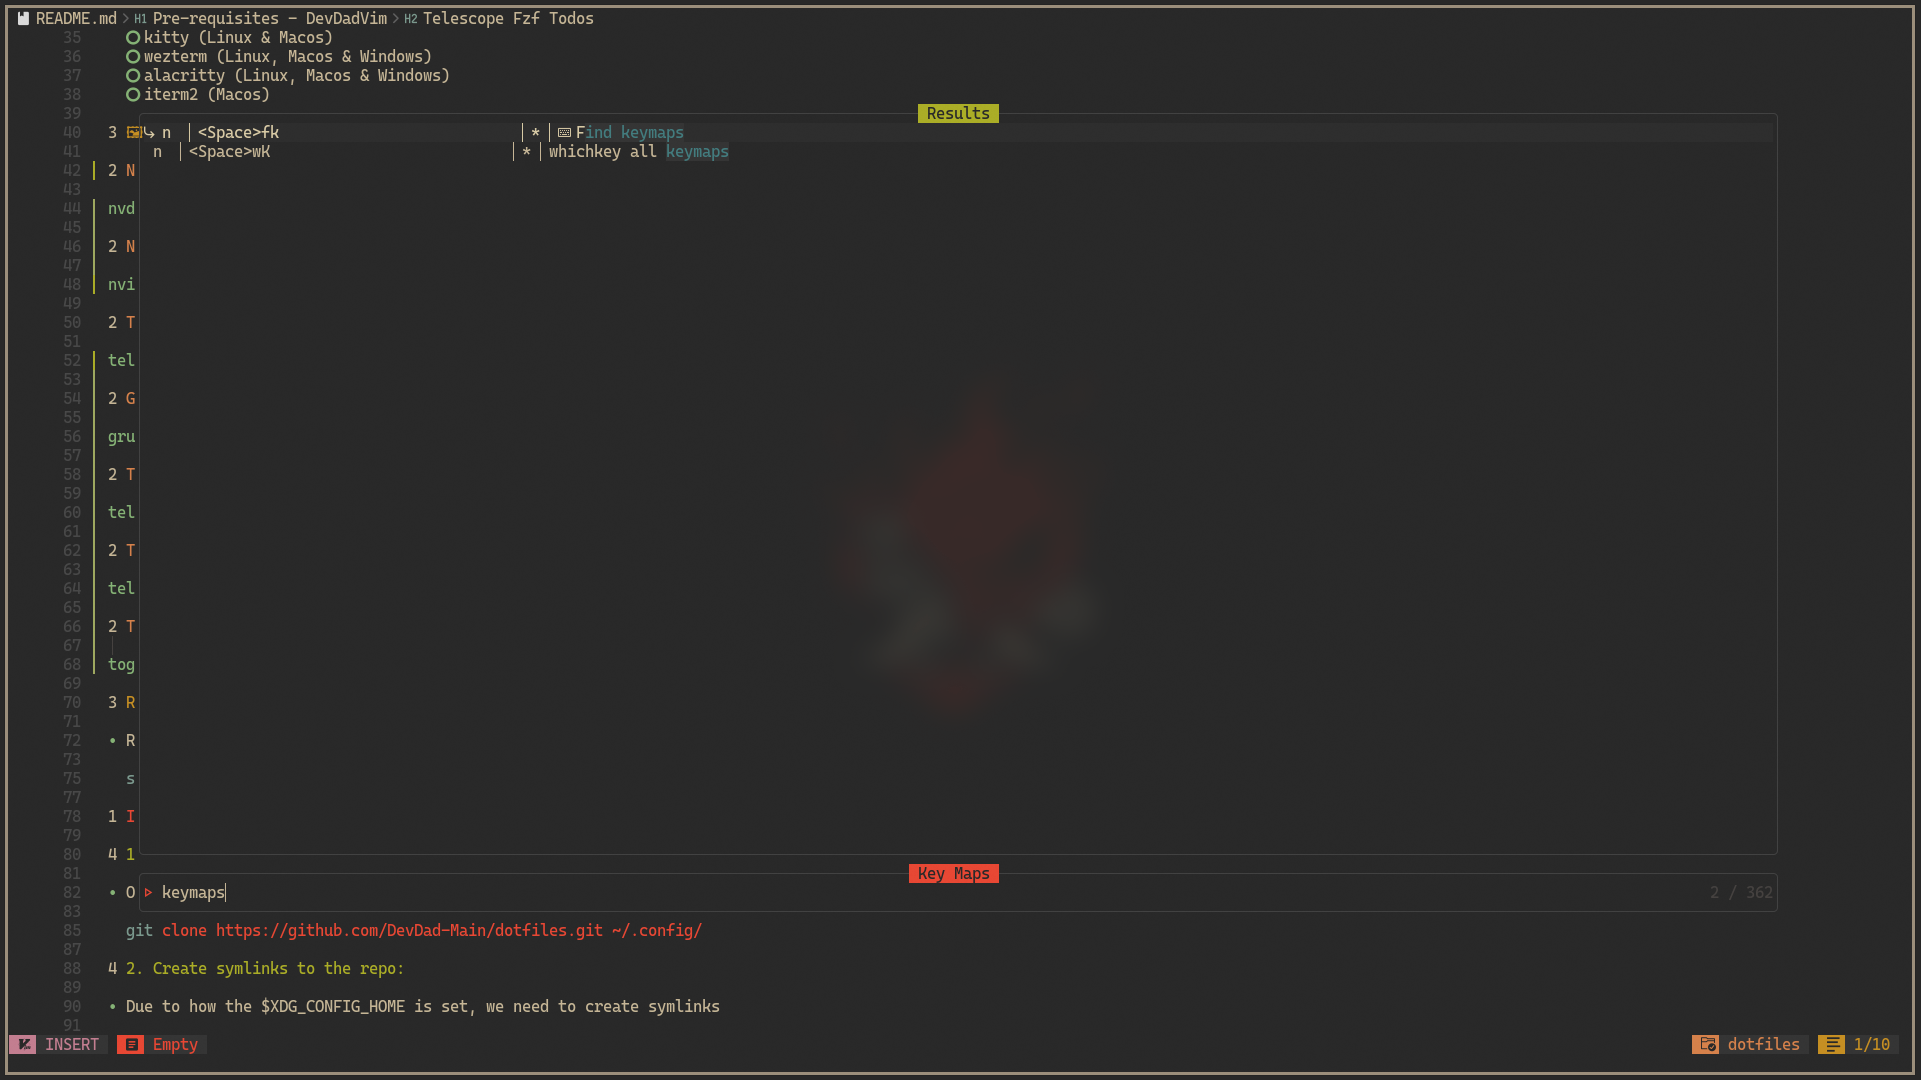 README.md > H1 Pre-requisites - DevDadVim > H2 Telescope Fzf Todos
35 kitty (Linux & Macos)
36 wezterm (Linux, Macos & Windows)
37 alacritty (Linux, Macos & Windows)
38 iterm2 (Macos)
39 Results
40 3 n | <Space>fk | * | Find keymaps
41 n | <Space>wK | * | whichkey all keymaps
42 2 N
43
44 nvd
45
46 2 N
47
48 nvi
49
50 2 T
51
52 tel
53
54 2 G
55
56 gru
57
58 2 T
59
60 tel
61
62 2 T
63
64 tel
65
66 2 T
67
68 tog
69
70 3 R
71
72 • R
73
75 s
77
78 1 I
79
80 4 1
81 Key Maps
82 • O keymaps 2 / 362
83
85 git clone https://github.com/DevDad-Main/dotfiles.git ~/.config/
87
88 4 2. Create symlinks to the repo:
89
90 • Due to how the $XDG_CONFIG_HOME is set, we need to create symlinks
91
INSERT Empty dotfiles 1/10